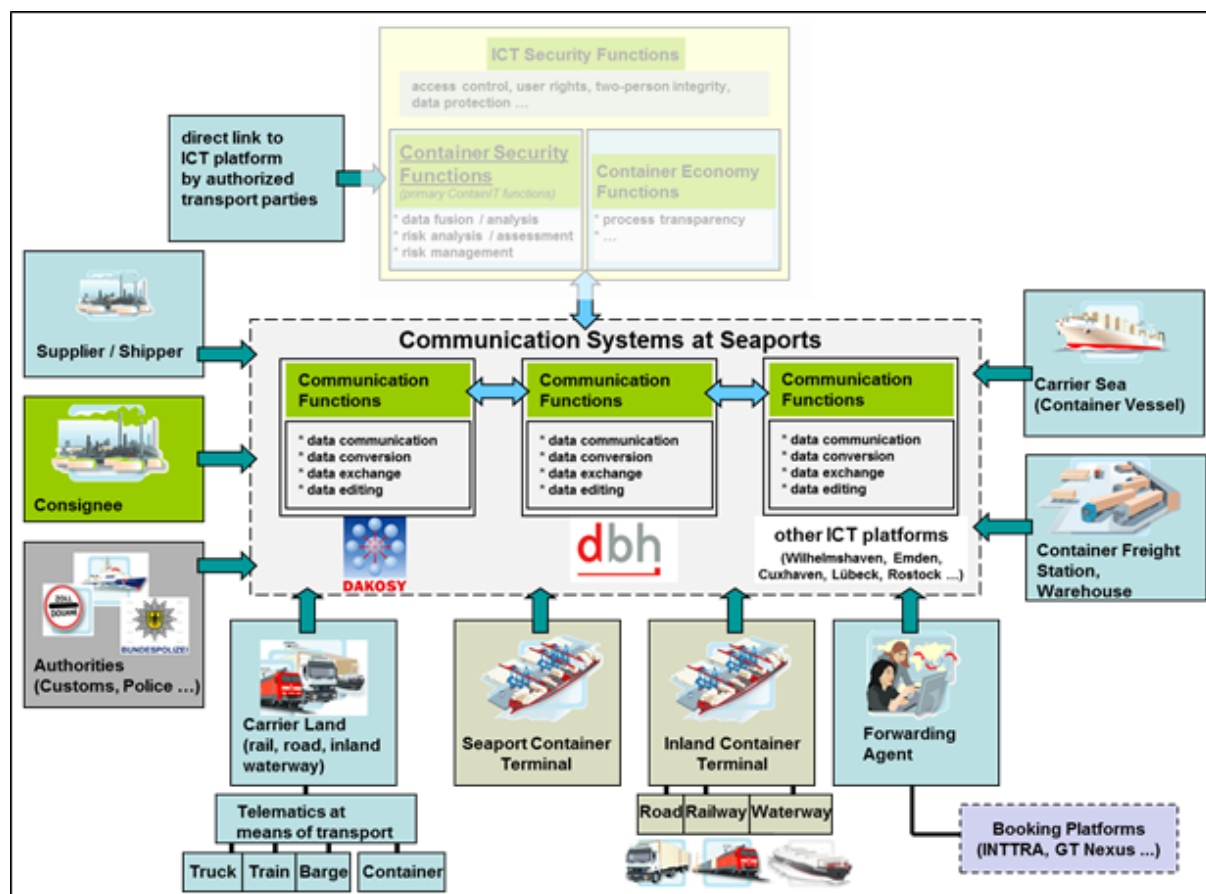 ICT Security Functions
access control, user rights, two-person integrity,
data protection ...
direct link to
ICT platform
by authorized
transport parties
Container Security
Functions
(primary ContainIT functions)
* data fusion / analysis
* risk analysis / assessment
* risk management
Container Economy
Functions
* process transparency
* ...
Supplier / Shipper
Consignee
ZOLL
DOUANE
BUNDESPOLIZEI
Authorities
(Customs, Police ...)
Communication Systems at Seaports
Communication
Functions
* data communication
* data conversion
* data exchange
* data editing
DAKOSY
Communication
Functions
* data communication
* data conversion
* data exchange
* data editing
dbh
Communication
Functions
* data communication
* data conversion
* data exchange
* data editing
other ICT platforms
(Wilhelmshaven, Emden,
Cuxhaven, Lübeck, Rostock ...)
Carrier Sea
(Container Vessel)
Container Freight
Station,
Warehouse
Carrier Land
(rail, road, inland
waterway)
Telematics at
means of transport
Truck
Train
Barge
Container
Seaport Container
Terminal
Inland Container
Terminal
Road
Railway
Waterway
Forwarding
Agent
Booking Platforms
(INTTRA, GT Nexus ...)